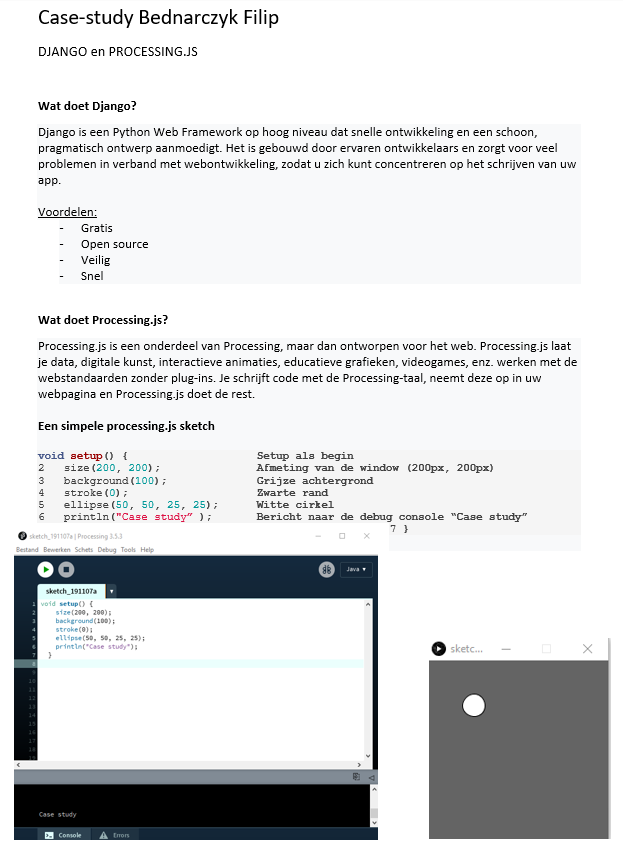 Case-study Bednarczyk Filip
DJANGO en PROCESSING.JS
Wat doet Django?
Django is een Python Web Framework op hoog niveau dat snelle ontwikkeling en een schoon,
pragmatisch ontwerp aanmoedigt. Het is gebouwd door ervaren ontwikkelaars en zorgt voor veel
problemen in verband met webontwikkeling, zodat u zich kunt concentreren op het schrijven van uw
app.
Voordelen:
- Gratis
- Open source
- Veilig
- Snel
Wat doet Processing.js?
Processing.js is een onderdeel van Processing, maar dan ontworpen voor het web. Processing.js laat
je data, digitale kunst, interactieve animaties, educatieve grafieken, videogames, enz. werken met de
webstandaarden zonder plug-ins. Je schrijft code met de Processing-taal, neemt deze op in uw
webpagina en Processing.js doet de rest.
Een simpele processing.js sketch
void setup() { Setup als begin
2 size(200, 200); Afmeting van de window (200px, 200px)
3 background(100); Grijze achtergrond
4 stroke(0); Zwarte rand
5 ellipse(50, 50, 25, 25); Witte cirkel
6 println("Case study" ); Bericht naar de debug console “Case study”
7 }
sketch_191107a | Processing 3.5.3
Bestand Bewerken Schets Debug Tools Help
Java ▾
sketch_191107a ▾
1 void setup() {
2 size(200, 200);
3 background(100);
4 stroke(0);
5 ellipse(50, 50, 25, 25);
6 println("Case study");
7 }
8
9
10
11
12
13
14
15
16
17
18
19
Case study
Console Errors
sketc...